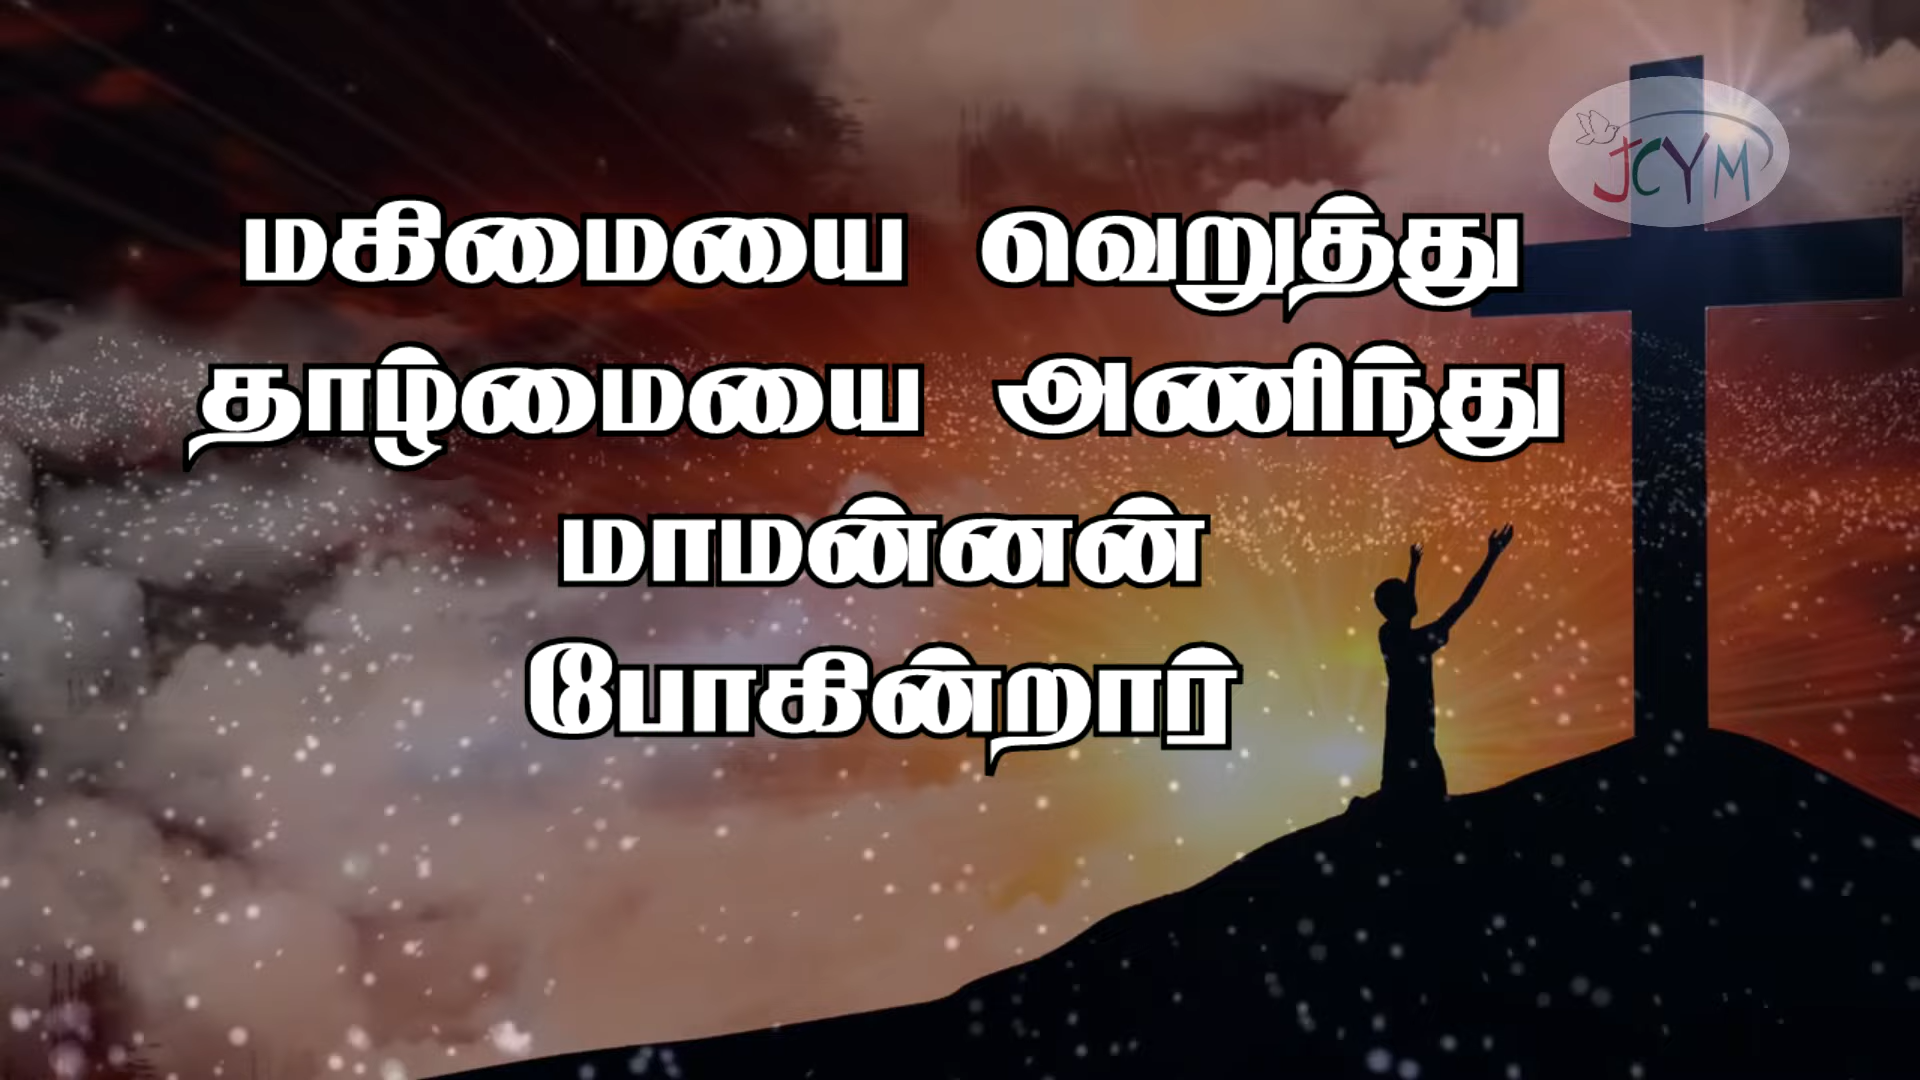 JCYM
மகிமையை வெறுத்து
தாழ்மையை அணிந்து
மாமன்னன்
போகின்றார்